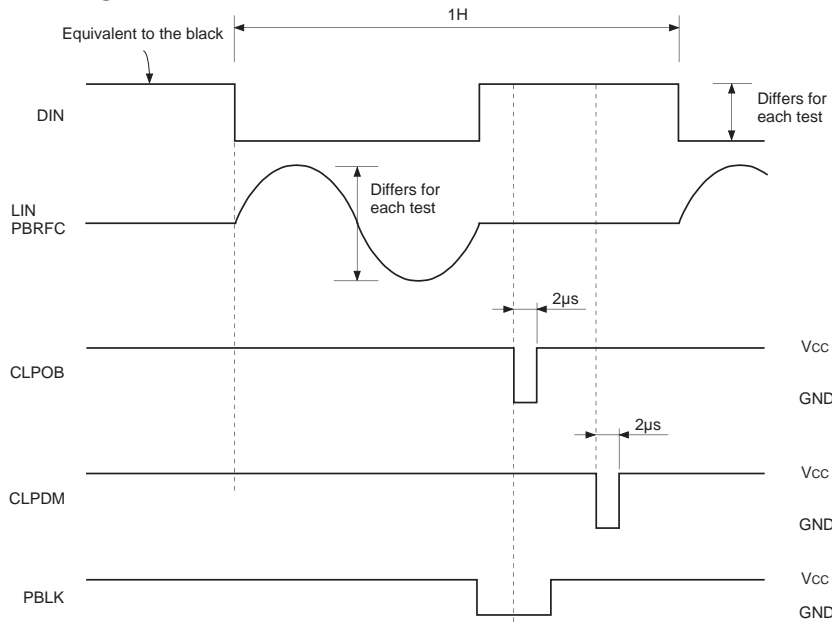 1H
Equivalent to the black
DIN
Differs for
each test
LIN
PBRFC
Differs for
each test
2μs
CLPOB
VCC
GND
2μs
CLPDM
VCC
GND
PBLK
VCC
GND